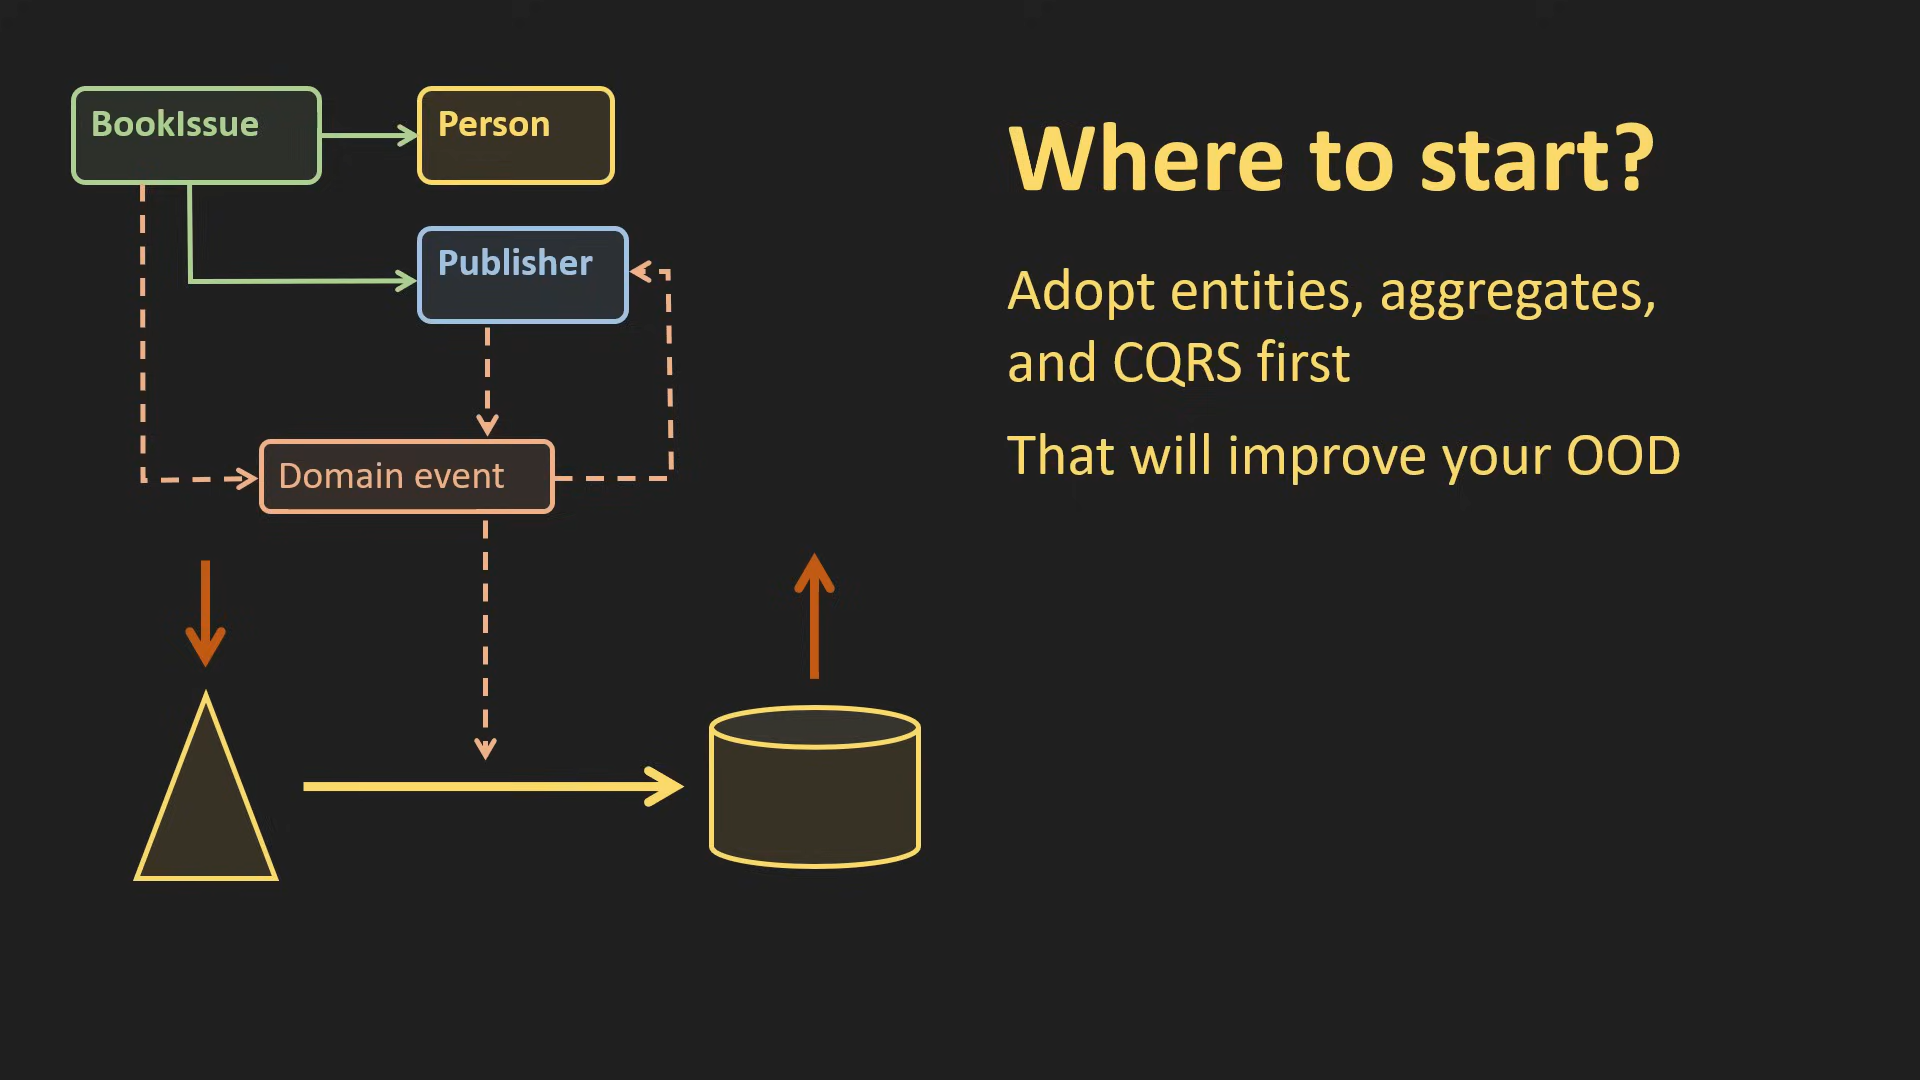 BookIssue
Person
Publisher
Domain event
Where to start?
Adopt entities, aggregates,
and CQRS first
That will improve your OOD